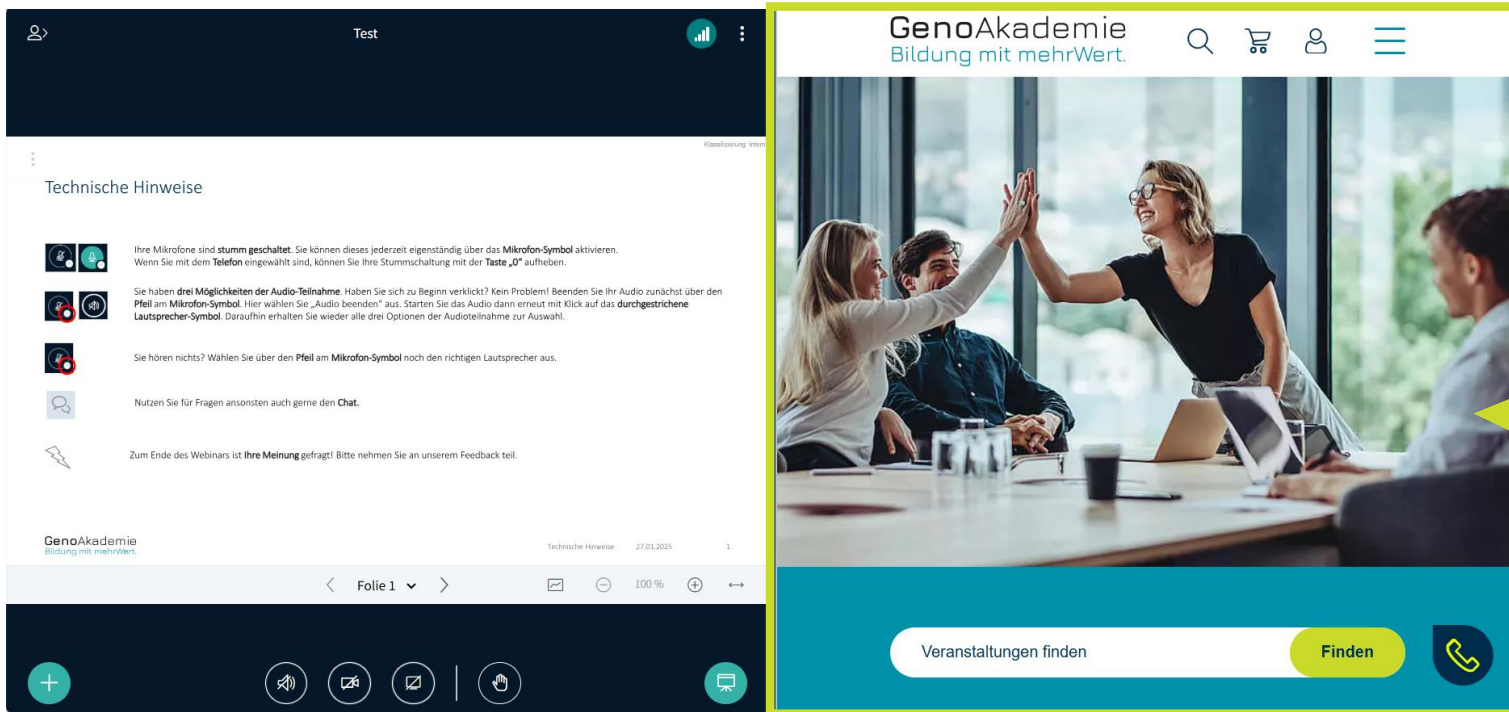 Test
Klassifizierung: Intern
Technische Hinweise
Ihre Mikrofone sind stumm geschaltet. Sie können dieses jederzeit eigenständig über das Mikrofon-Symbol aktivieren.
Wenn Sie mit dem Telefon eingewählt sind, können Sie Ihre Stummschaltung mit der Taste „0“ aufheben.
Sie haben drei Möglichkeiten der Audio-Teilnahme. Haben Sie sich zu Beginn verklickt? Kein Problem! Beenden Sie Ihr Audio zunächst über den
Pfeil am Mikrofon-Symbol. Hier wählen Sie „Audio beenden“ aus. Starten Sie das Audio dann erneut mit Klick auf das durchgestrichene
Lautsprecher-Symbol. Daraufhin erhalten Sie wieder alle drei Optionen der Audioteilnahme zur Auswahl.
Sie hören nichts? Wählen Sie über den Pfeil am Mikrofon-Symbol noch den richtigen Lautsprecher aus.
Nutzen Sie für Fragen ansonsten auch gerne den Chat.
Zum Ende des Webinars ist Ihre Meinung gefragt! Bitte nehmen Sie an unserem Feedback teil.
GenoAkademie
Bildung mit mehrWert.
Technische Hinweise 27.01.2025 1
Folie 1 100 %
GenoAkademie
Bildung mit mehrWert.
Veranstaltungen finden Finden